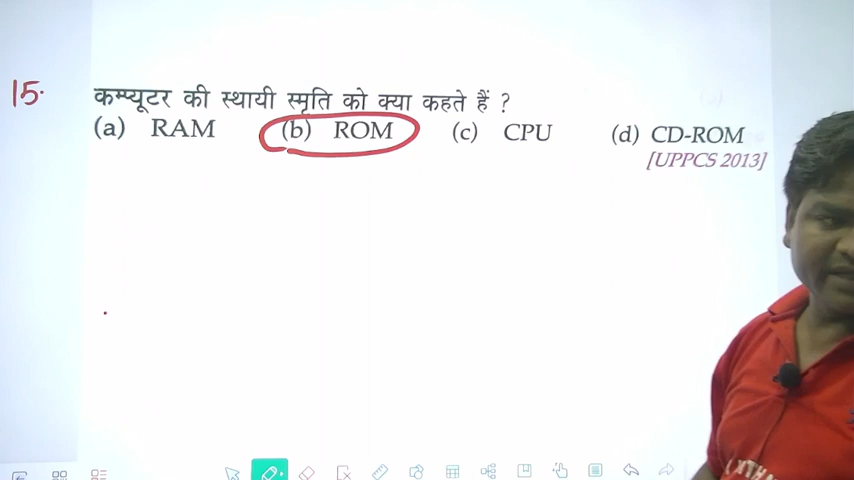 15.
कम्प्यूटर की स्थायी स्मृति को क्या कहते हैं ?
(a) RAM (b) ROM (c) CPU (d) CD-ROM
[UPPCS 2013]